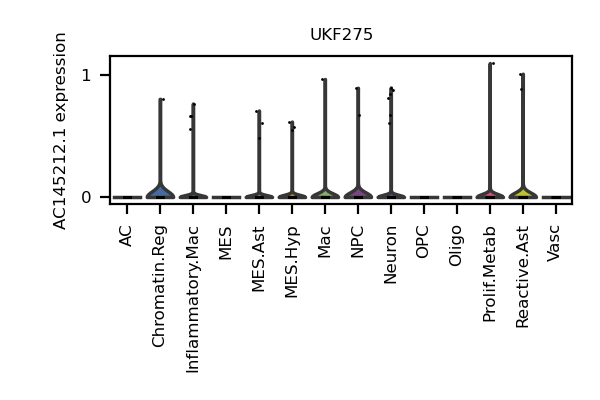 UKF275
AC145212.1 expression
1
0
AC
Chromatin.Reg
Inflammatory.Mac
MES
MES.Ast
MES.Hyp
Mac
NPC
Neuron
OPC
Oligo
Prolif.Metab
Reactive.Ast
Vasc